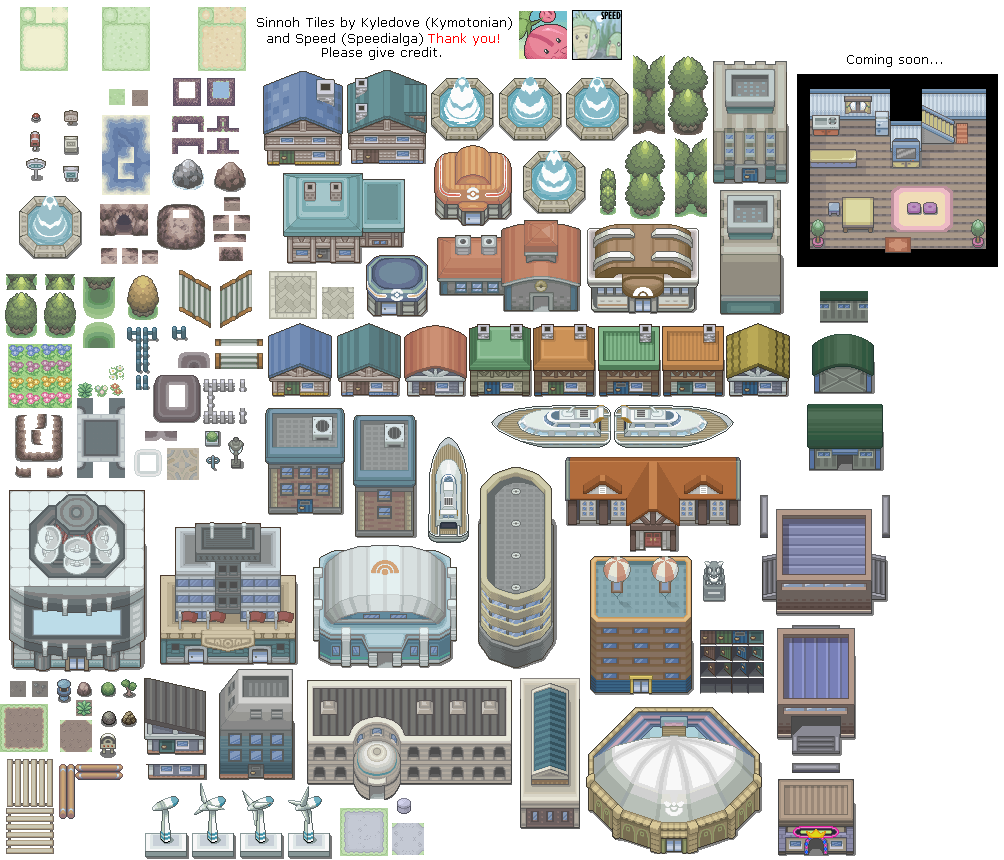 Sinnoh Tiles by Kyledove (Kymotonian)
and Speed (Speedialga) Thank you!
Please give credit.
SPEED
Coming soon...